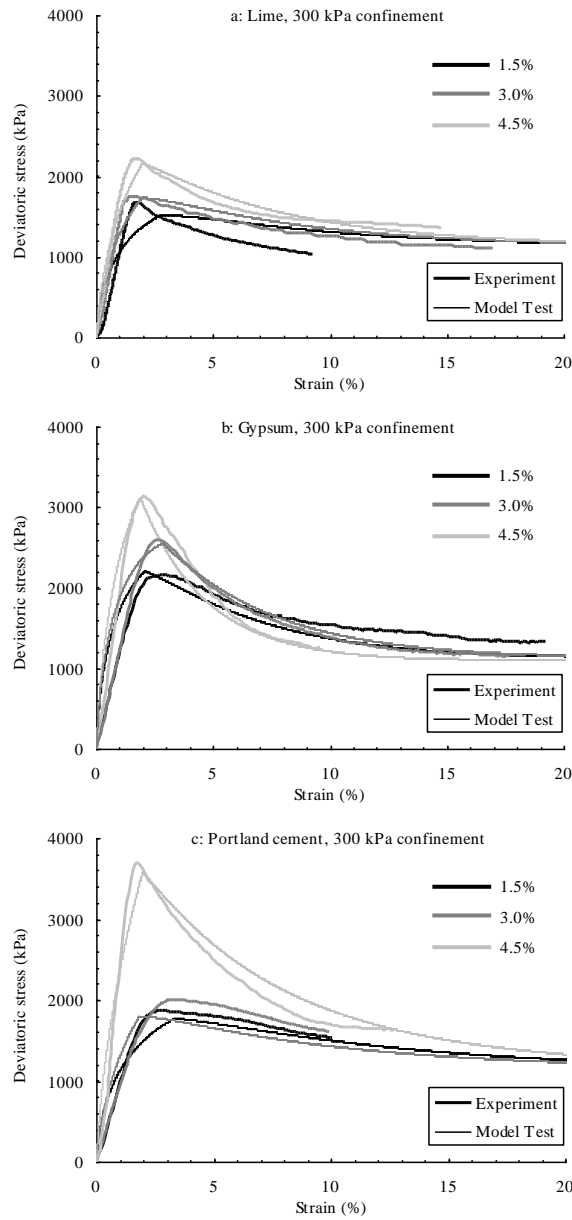 a: Lime, 300 kPa confinement
4000
3000
2000
1000
0
Deviatoric stress (kPa)
1.5%
3.0%
4.5%
Experiment
Model Test
0 5 10 15 20
Strain (%)
b: Gypsum, 300 kPa confinement
4000
3000
2000
1000
0
Deviatoric stress (kPa)
1.5%
3.0%
4.5%
Experiment
Model Test
0 5 10 15 20
Strain (%)
c: Portland cement, 300 kPa confinement
4000
3000
2000
1000
0
Deviatoric stress (kPa)
1.5%
3.0%
4.5%
Experiment
Model Test
0 5 10 15 20
Strain (%)